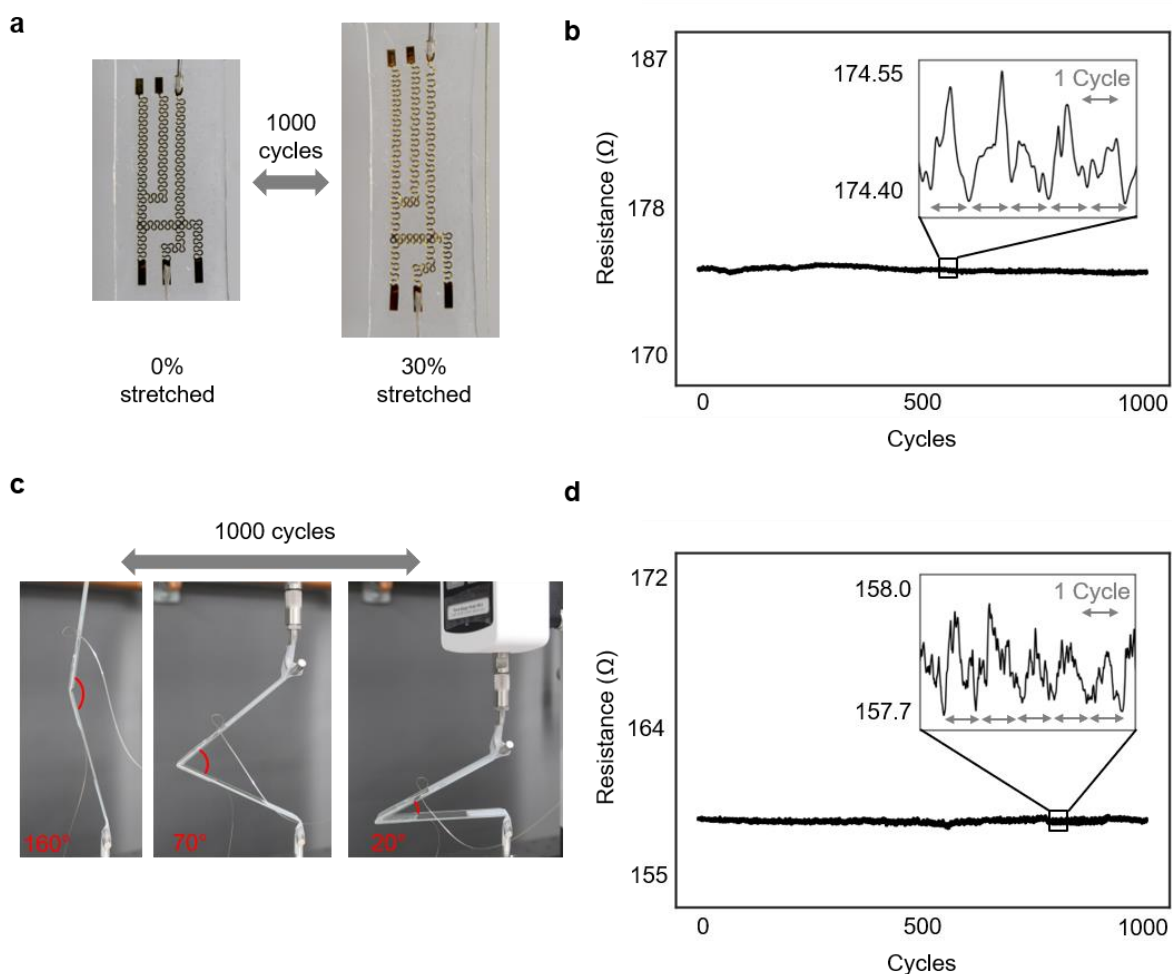 a
1000
cycles
0%
stretched
30%
stretched
b
187
178
170
Resistance (Ω)
174.55
174.40
1 Cycle
0
500
1000
Cycles
c
1000 cycles
160°
70°
20°
d
172
164
155
Resistance (Ω)
158.0
157.7
1 Cycle
0
500
1000
Cycles